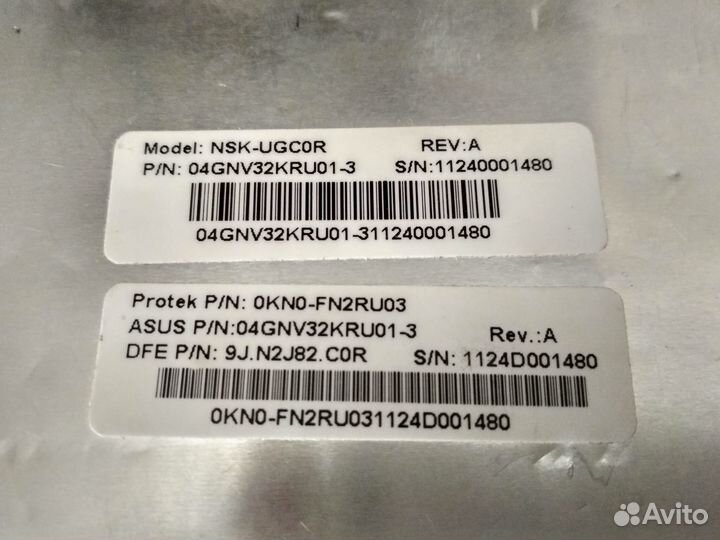 Model: NSK-UGC0R REV:A
P/N: 04GNV32KRU01-3 S/N:11240001480
04GNV32KRU01-311240001480
Protek P/N: 0KN0-FN2RU03
ASUS P/N:04GNV32KRU01-3 Rev.:A
DFE P/N: 9J.N2J82.C0R S/N: 1124D001480
0KN0-FN2RU031124D001480
Avito